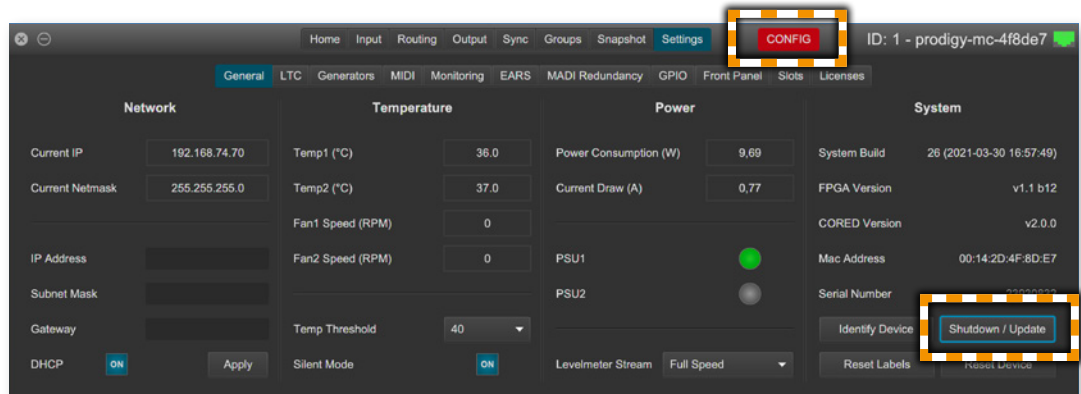 Home Input Routing Output Sync Groups Snapshot Settings CONFIG ID: 1 - prodigy-mc-4f8de7
General LTC Generators MIDI Monitoring EARS MADI Redundancy GPIO Front Panel Slots Licenses
Network Temperature Power System
Current IP 192.168.74.70 Temp1 (°C) 36.0 Power Consumption (W) 9,69 System Build 26 (2021-03-30 16:57:49)
Current Netmask 255.255.255.0 Temp2 (°C) 37.0 Current Draw (A) 0,77 FPGA Version v1.1 b12
Fan1 Speed (RPM) 0 CORED Version v2.0.0
IP Address Fan2 Speed (RPM) 0 PSU1 Mac Address 00:14:2D:4F:8D:E7
Subnet Mask PSU2 Serial Number
Gateway Temp Threshold 40 Identify Device Shutdown / Update
DHCP ON Apply Silent Mode ON Levelmeter Stream Full Speed Reset Labels Reset Device